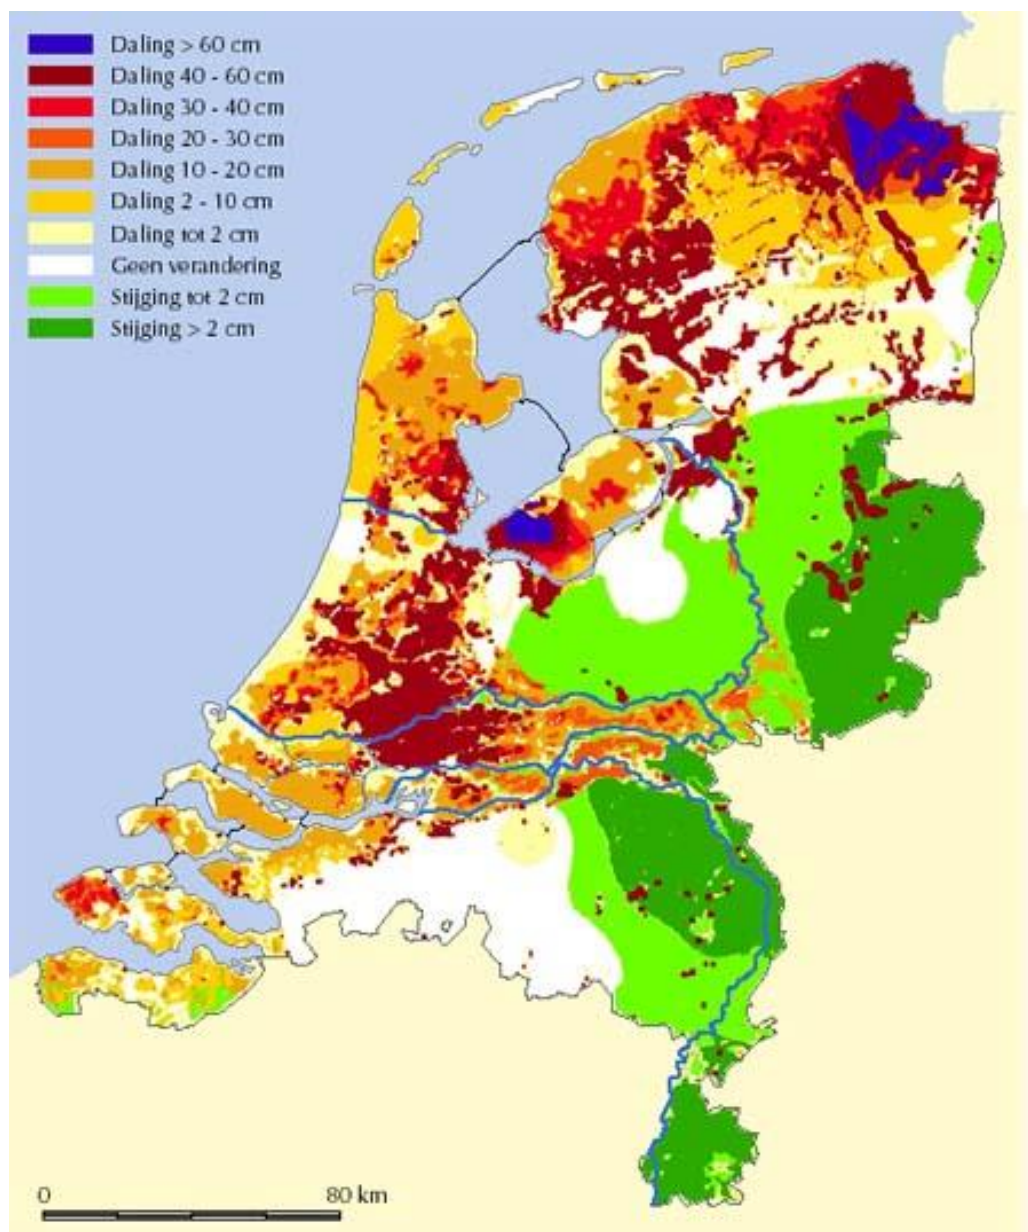 Daling > 60 cm
Daling 40 - 60 cm
Daling 30 - 40 cm
Daling 20 - 30 cm
Daling 10 - 20 cm
Daling 2 - 10 cm
Daling tot 2 cm
Geen verandering
Stijging tot 2 cm
Stijging > 2 cm
0 80 km